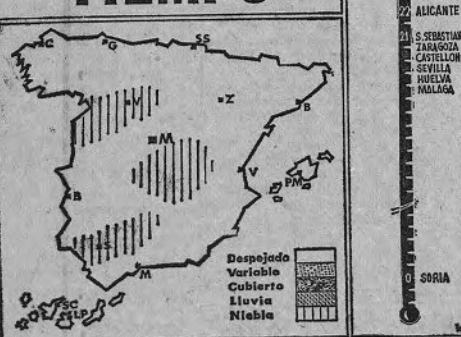 C
G
SS
V
Z
B
M
V
PM
B
S
M
SC
LP
Despejado
Variable
Cubierto
Lluvia
Niebla
22 ALICANTE
21 S.SEBASTIAN
ZARAGOZA
CASTELLON
SEVILLA
HUELVA
MALAGA
0 SORIA